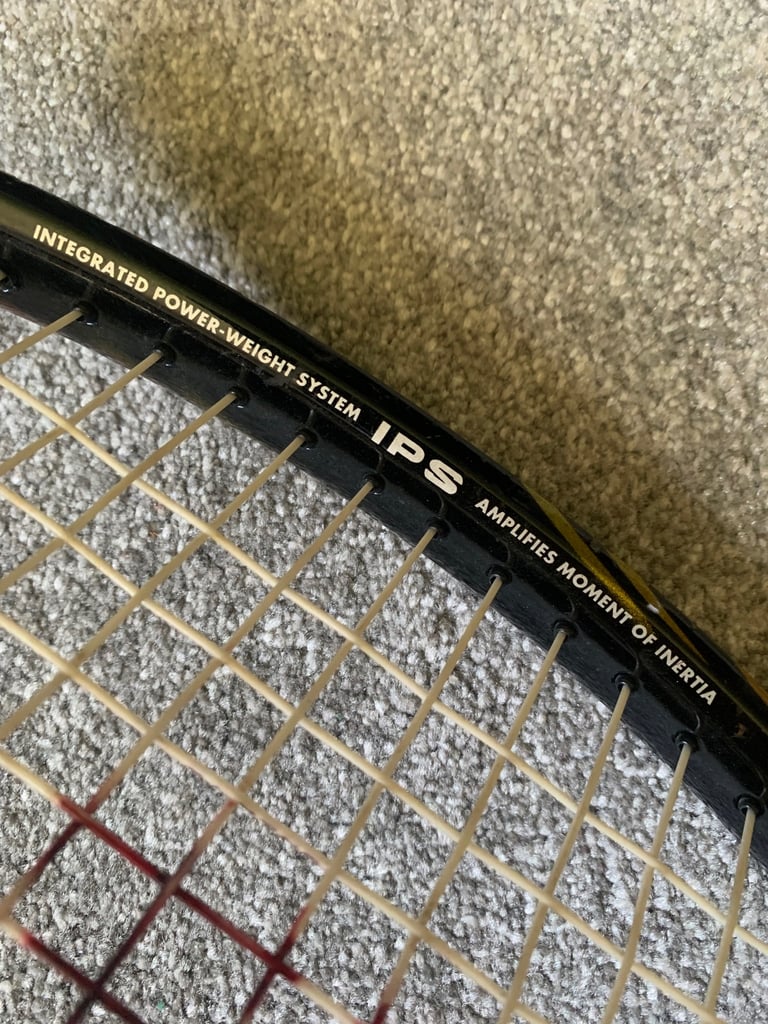 INTEGRATED POWER-WEIGHT SYSTEM IPS AMPLIFIES MOMENT OF INERTIA